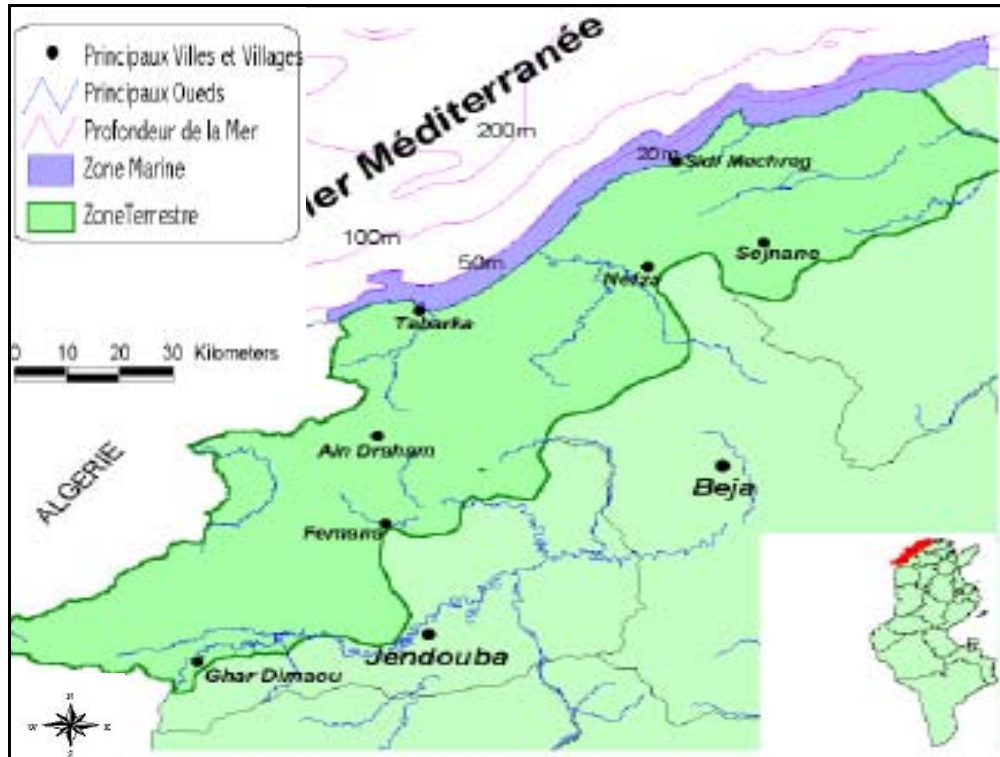 Principaux Villes et Villages
Principaux Oueds
Profondeur de la Mer
Zone Marine
ZoneTerrestre
er Méditerranée
200m
100m
50m
20m
Sidi Mechreg
Sejnane
Nefza
Tabarka
0 10 20 30 Kilometers
ALGERIE
Ain Draham
Beja
Fernana
Jendouba
Ghar Dimaou
N
W
E
S